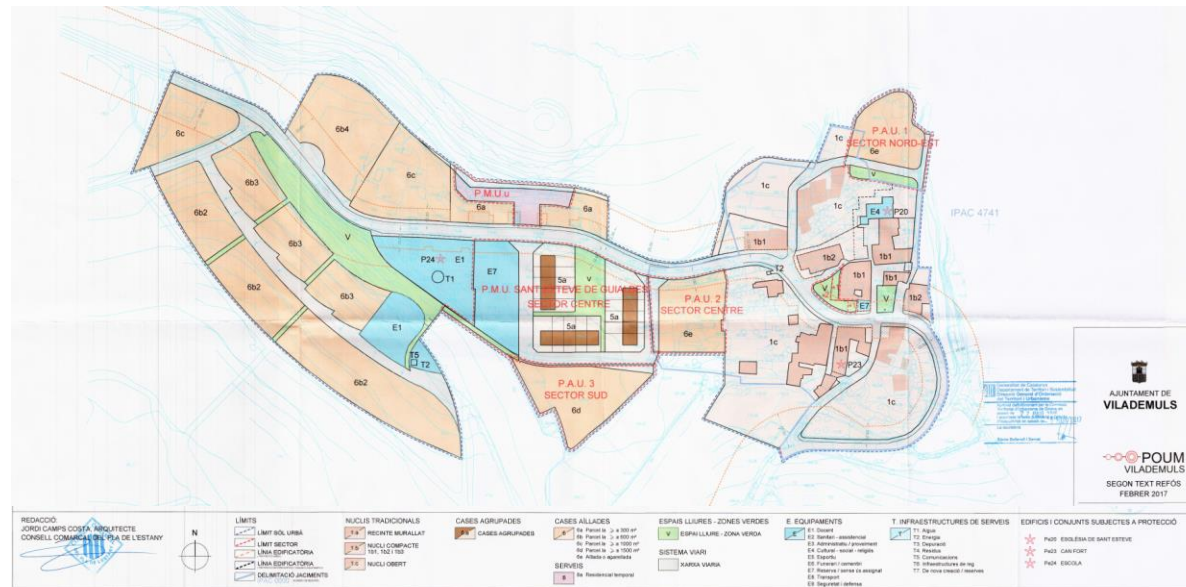 6c
6b4
6c
6b3
6b2
6b3
6b2
6b3
6b2
V
P.M.U.u
6a
6a
P24
E1
T1
E7
V
5a
5a
5a
P.M.U. SANT ESTEVE DE GUIALBES
SECTOR CENTRE
E1
T5
T2
P.A.U. 3
SECTOR SUD
6d
P.A.U. 2
SECTOR CENTRE
6e
P.A.U. 1
SECTOR NORD-EST
6e
V
1c
1c
1c
E4
P20
IPAC 4741
1b1
T2
1b2
1b1
1b1
1b1
1b2
V
E7
V
1c
1b1
P23
1c
AJUNTAMENT DE
VILADEMULS
POUM
VILADEMULS
SEGON TEXT REFÓS
FEBRER 2017
REDACCIÓ:
JORDI CAMPS COSTA, ARQUITECTE
CONSELL COMARCAL DEL PLA DE L'ESTANY
N
LÍMITS
LÍMIT SÒL URBÀ
LÍMIT SECTOR
LÍNIA EDIFICATÒRIA
LÍNIA EDIFICATÒRIA
DELIMITACIÓ JACIMENTS
NUCLIS TRADICIONALS
RECINTE MURALLAT
NUCLI COMPACTE
1b1, 1b2 i 1b3
NUCLI OBERT
CASES AGRUPADES
CASES AGRUPADES
CASES AÏLLADES
SERVEIS
8a Residencial temporal
ESPAIS LLIURES - ZONES VERDES
V ESPAI LLIURE - ZONA VERDA
SISTEMA VIARI
XARXA VIARIA
E. EQUIPAMENTS
E
E1. Docent
E2. Sanitari - assistencial
E3. Administratiu / proveïment
E4. Cultural - social - religiós
E5. Esportiu
E6. Funerari / cementiri
E7. Reserva / sense ús assignat
E8. Transport
E9. Seguretat / defensa
T. INFRAESTRUCTURES DE SERVEIS
T
T1. Aigua
T2. Energia
T3. Depuració
T4. Residus
T5. Comunicacions
T6. Infraestructures de reg
T7. De nova creació / reserves
EDIFICIS I CONJUNTS SUBJECTES A PROTECCIÓ
Pa20 ESGLÉSIA DE SANT ESTEVE
Pa23 CAN FORT
Pa24 ESCOLA